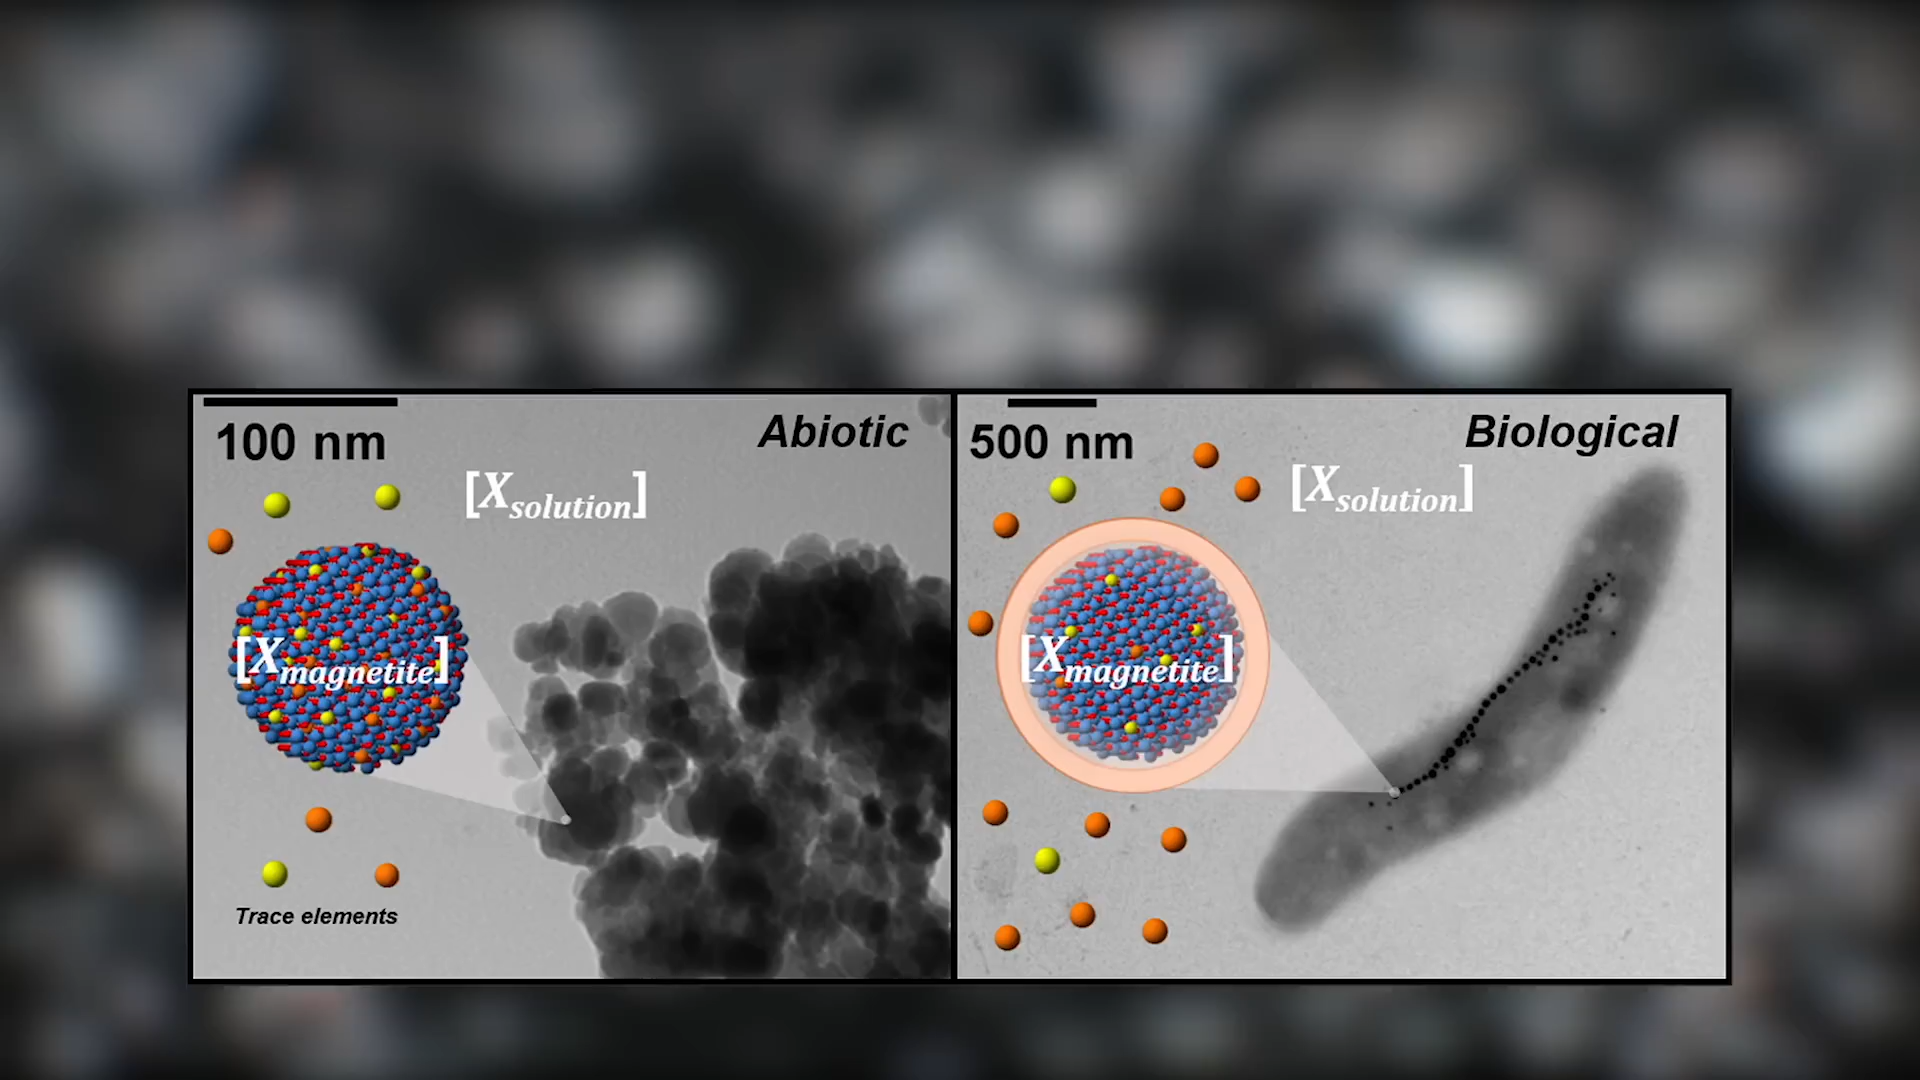 100 nm
Abiotic
[Xsolution]
[Xmagnetite]
Trace elements
500 nm
Biological
[Xsolution]
[Xmagnetite]